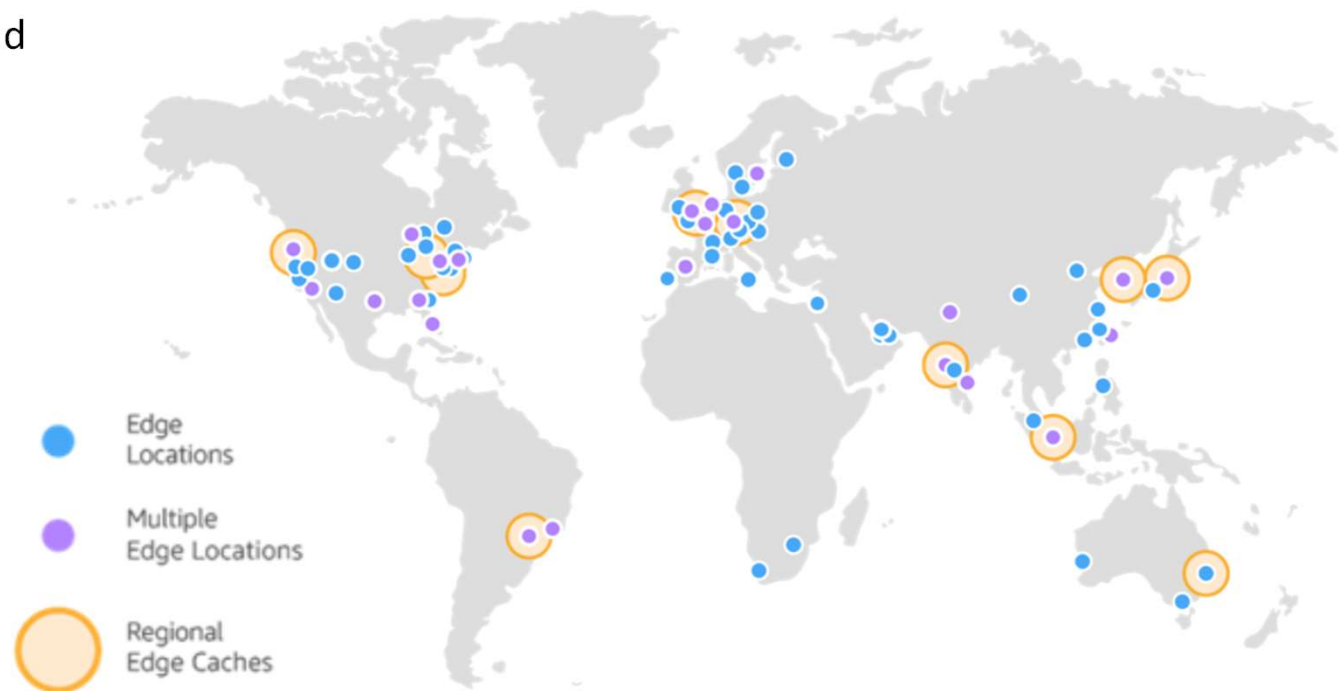 d
Edge
Locations
Multiple
Edge Locations
Regional
Edge Caches